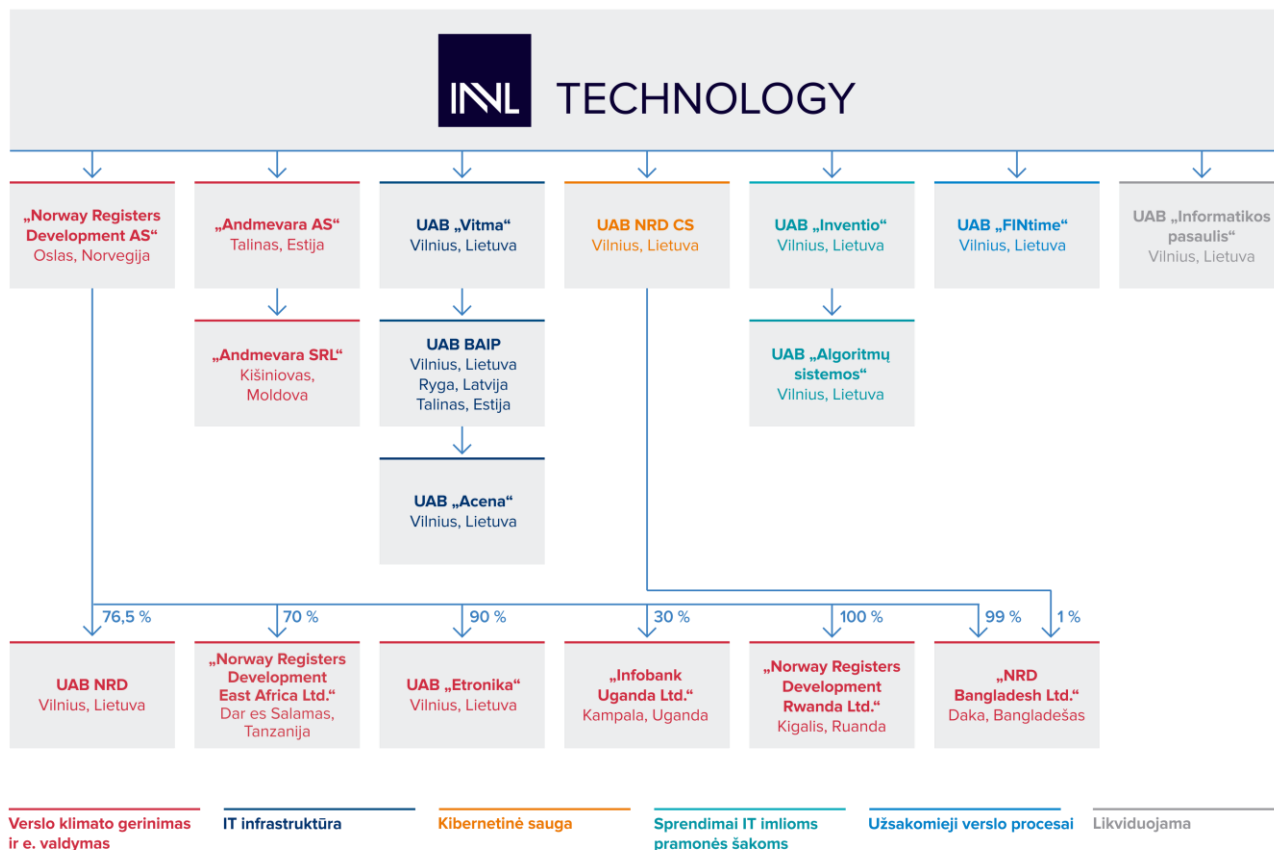 INVL TECHNOLOGY
„Norway Registers
Development AS“
Oslas, Norvegija
„Andmevara AS“
Talinas, Estija
UAB „Vitma“
Vilnius, Lietuva
UAB NRD CS
Vilnius, Lietuva
UAB „Inventio“
Vilnius, Lietuva
UAB „FINtime“
Vilnius, Lietuva
UAB „Informatikos
pasaulis“
Vilnius, Lietuva
„Andmevara SRL“
Kišiniovas,
Moldova
UAB BAIP
Vilnius, Lietuva
Ryga, Latvija
Talinas, Estija
UAB „Algoritmų
sistemos“
Vilnius, Lietuva
UAB „Acena“
Vilnius, Lietuva
76,5 %
70 %
90 %
30 %
100 %
99 %
1 %
UAB NRD
Vilnius, Lietuva
„Norway Registers
Development
East Africa Ltd.“
Dar es Salamas,
Tanzanija
UAB „Etronika“
Vilnius, Lietuva
„Infobank
Uganda Ltd.“
Kampala, Uganda
„Norway Registers
Development
Rwanda Ltd.“
Kigalis, Ruanda
„NRD
Bangladesh Ltd.“
Daka, Bangladešas
Verslo klimato gerinimas
ir e. valdymas
IT infrastruktūra
Kibernetinė sauga
Sprendimai IT imlioms
pramonės šakoms
Užsakomieji verslo procesai
Likviduojama